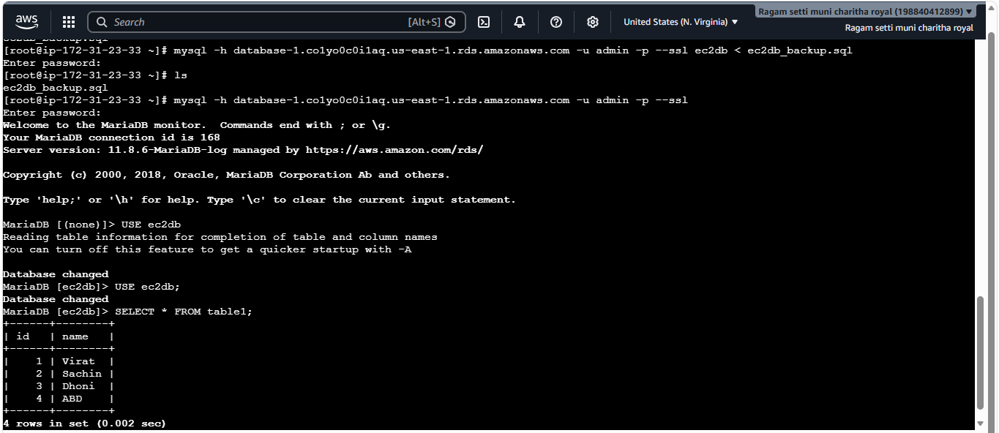 aws
Search [Alt+S]
United States (N. Virginia) ▼
Ragam setti muni charitha royal (198840412899) ▼
Ragam setti muni charitha royal
ec2db_backup.sql
[root@ip-172-31-23-33 ~]# mysql -h database-1.co1yo0c0i1aq.us-east-1.rds.amazonaws.com -u admin -p --ssl ec2db < ec2db_backup.sql
Enter password:
[root@ip-172-31-23-33 ~]# ls
ec2db_backup.sql
[root@ip-172-31-23-33 ~]# mysql -h database-1.co1yo0c0i1aq.us-east-1.rds.amazonaws.com -u admin -p --ssl
Enter password:
Welcome to the MariaDB monitor.  Commands end with ; or \g.
Your MariaDB connection id is 168
Server version: 11.8.6-MariaDB-log managed by https://aws.amazon.com/rds/
Copyright (c) 2000, 2018, Oracle, MariaDB Corporation Ab and others.
Type 'help;' or '\h' for help. Type '\c' to clear the current input statement.
MariaDB [(none)]> USE ec2db
Reading table information for completion of table and column names
You can turn off this feature to get a quicker startup with -A
Database changed
MariaDB [ec2db]> USE ec2db;
Database changed
MariaDB [ec2db]> SELECT * FROM table1;
+------+--------+
| id   | name   |
+------+--------+
|    1 | Virat  |
|    2 | Sachin |
|    3 | Dhoni  |
|    4 | ABD    |
+------+--------+
4 rows in set (0.002 sec)